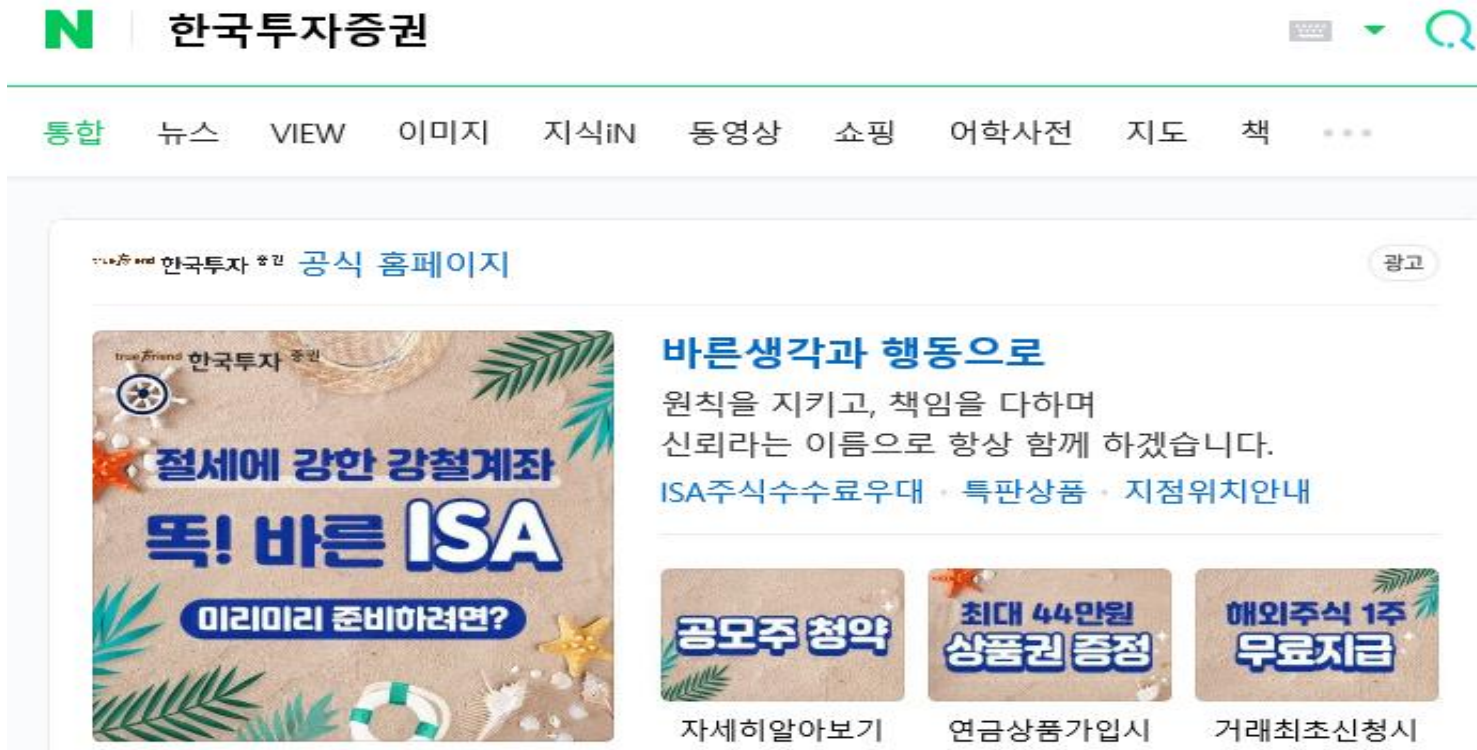 N 한국투자증권
통합 뉴스 VIEW 이미지 지식iN 동영상 쇼핑 어학사전 지도 책
한국투자 증권 공식 홈페이지
광고
true friend 한국투자 증권
절세에 강한 강철계좌
똑! 바른 ISA
미리미리 준비하려면?
바른생각과 행동으로
원칙을 지키고, 책임을 다하며
신뢰라는 이름으로 항상 함께 하겠습니다.
ISA주식수수료우대 · 특판상품 · 지점위치안내
공모주 청약
자세히알아보기
최대 44만원
상품권 증정
연금상품가입시
해외주식 1주
무료지급
거래최초신청시